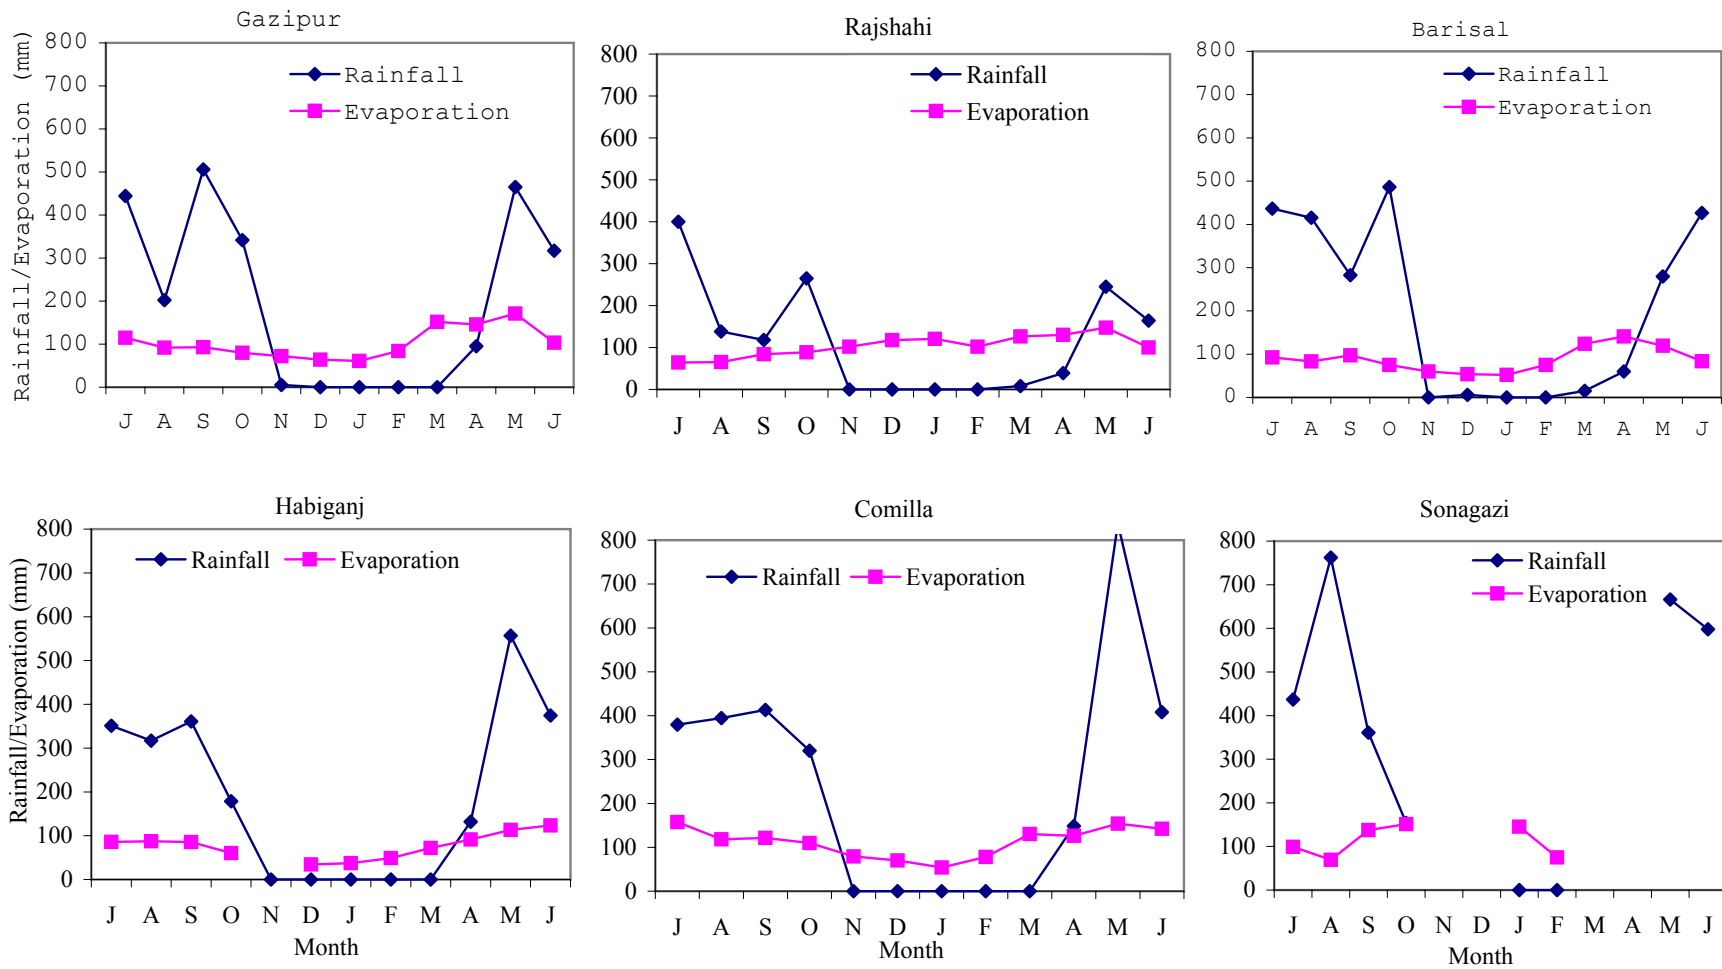 Gazipur
Rainfall/Evaporation (mm)
800
700
600
500
400
300
200
100
0
Rainfall
Evaporation
J A S O N D J F M A M J
Rajshahi
800
700
600
500
400
300
200
100
0
Rainfall
Evaporation
J A S O N D J F M A M J
Barisal
800
700
600
500
400
300
200
100
0
Rainfall
Evaporation
J A S O N D J F M A M J
Habiganj
Rainfall/Evaporation (mm)
800
700
600
500
400
300
200
100
0
Rainfall Evaporation
J A S O N D J F M A M J
Month
Comilla
800
700
600
500
400
300
200
100
0
Rainfall Evaporation
J A S O N D J F M A M J
Month
Sonagazi
800
700
600
500
400
300
200
100
0
Rainfall
Evaporation
J A S O N D J F M A M J
Month